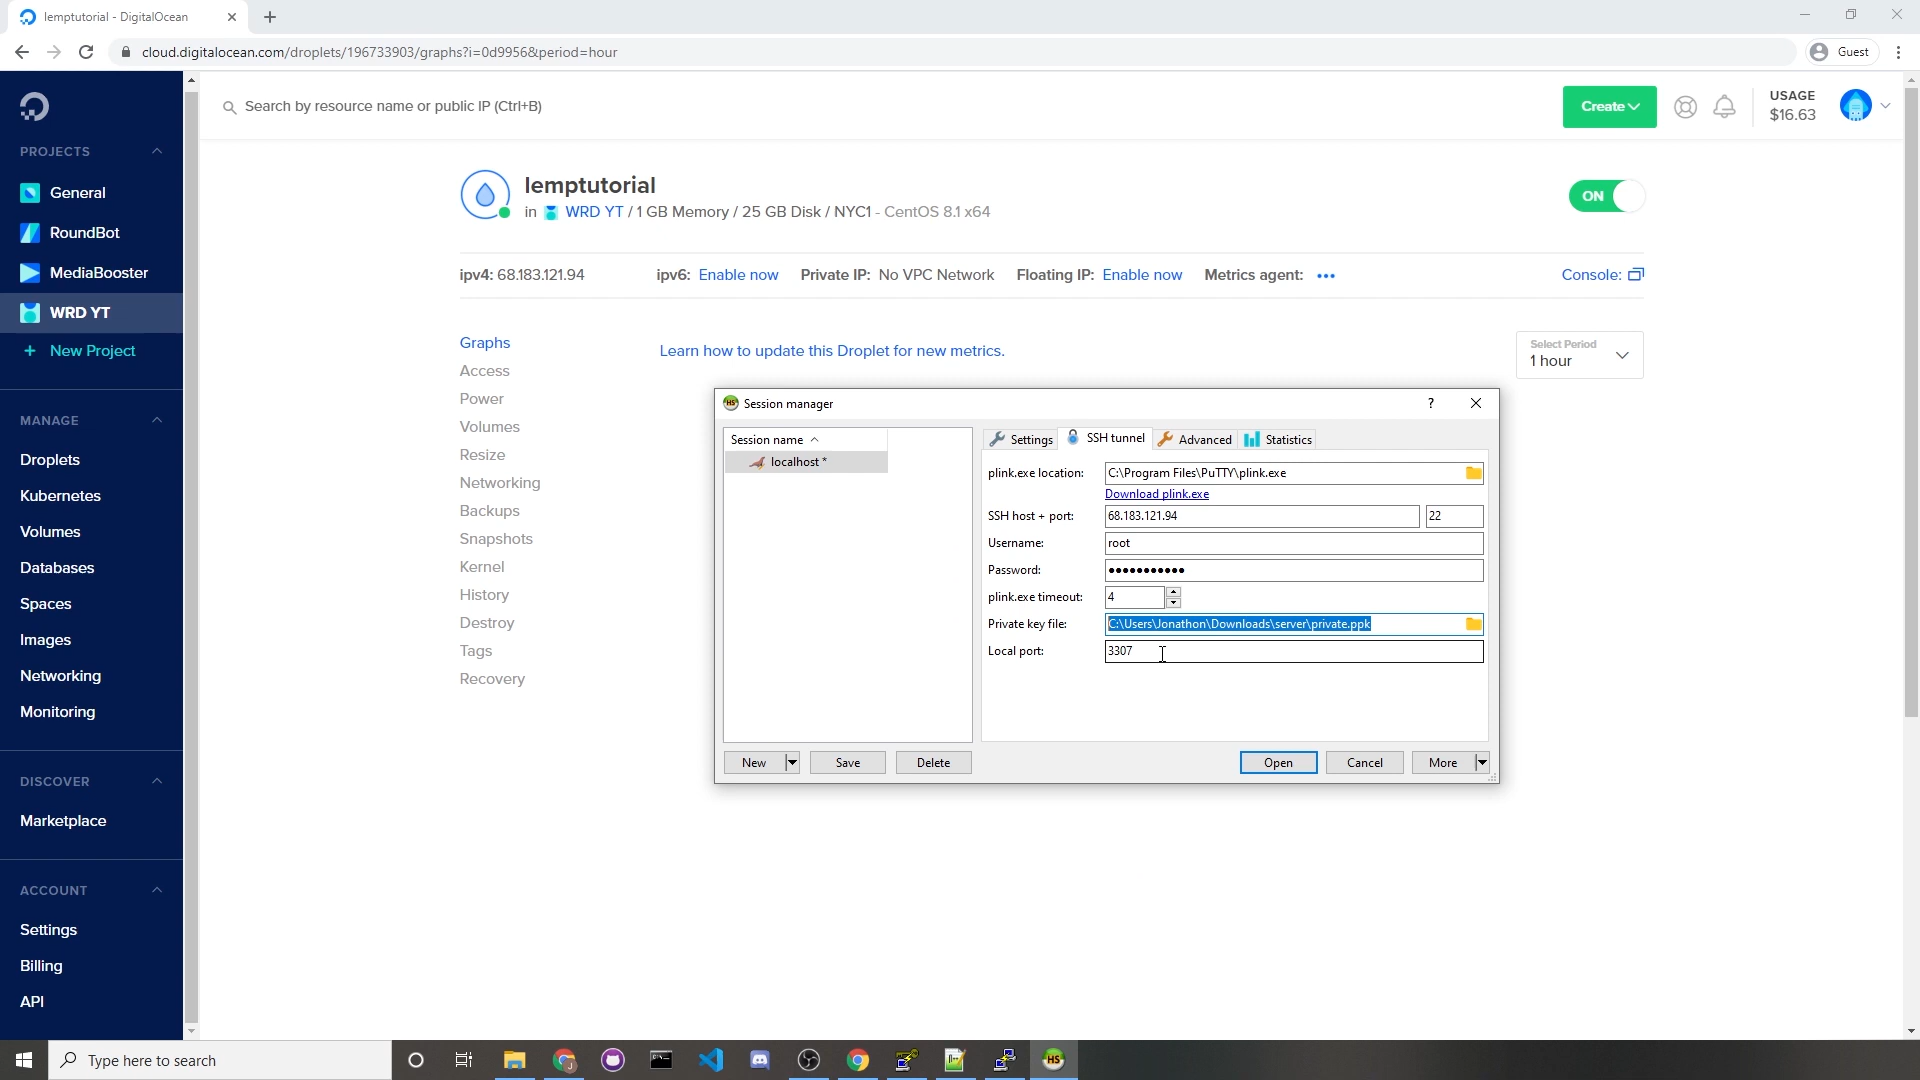 lemptutorial - DigitalOcean
cloud.digitalocean.com/droplets/196733903/graphs?i=0d9956&period=hour
Guest
Search by resource name or public IP (Ctrl+B)
Create
USAGE
$16.63
PROJECTS
General
RoundBot
MediaBooster
WRD YT
+ New Project
MANAGE
Droplets
Kubernetes
Volumes
Databases
Spaces
Images
Networking
Monitoring
DISCOVER
Marketplace
ACCOUNT
Settings
Billing
API
lemptutorial
in WRD YT / 1 GB Memory / 25 GB Disk / NYC1 - CentOS 8.1 x64
ON
ipv4: 68.183.121.94 ipv6: Enable now Private IP: No VPC Network Floating IP: Enable now Metrics agent: ••• Console:
Graphs
Access
Power
Volumes
Resize
Networking
Backups
Snapshots
Kernel
History
Destroy
Tags
Recovery
Learn how to update this Droplet for new metrics.
Select Period
1 hour
HS Session manager ?
Session name
localhost *
Settings SSH tunnel Advanced Statistics
plink.exe location: C:\Program Files\PuTTY\plink.exe
Download plink.exe
SSH host + port: 68.183.121.94 22
Username: root
Password: •••••••••••
plink.exe timeout: 4
Private key file: C:\Users\Jonathon\Downloads\server\private.ppk
Local port: 3307
New Save Delete Open Cancel More
Type here to search
J
HS